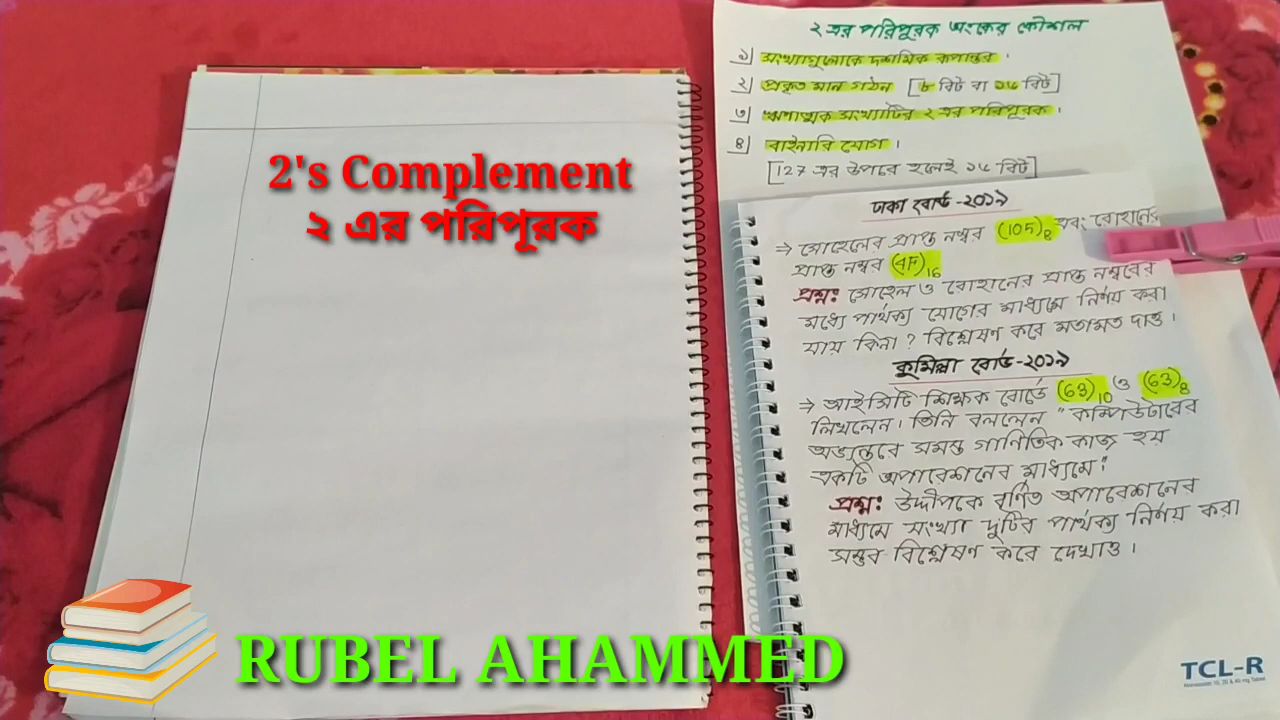 2's Complement
২ এর পরিপূরক
২ এর পরিপূরক অংকের কৌশল
১| সংখ্যাগুলোকে দশমিক রূপান্তর।
২| প্রকৃত মান গঠন [৮ বিট বা ১৬ বিট]
৩| ঋণাত্মক সংখ্যাটির ২ এর পরিপূরক।
৪| বাইনারি যোগ।
[127 এর উপরে হলেই ১৬ বিট]
ঢাকা বোর্ড -২০১৯
⇒ সোহেলের প্রাপ্ত নম্বর (105)8 এবং রোহানের
প্রাপ্ত নম্বর (4F)16
প্রশ্ন: সোহেল ও রোহানের প্রাপ্ত নম্বরের
মধ্যে পার্থক্য যোগের মাধ্যমে নির্ণয় করা
যায় কিনা? বিশ্লেষণ করে মতামত দাও।
কুমিল্লা বোর্ড-২০১৯
⇒ আইসিটি শিক্ষক বোর্ডে (63)10 ও (63)8
লিখলেন। তিনি বললেন "কম্পিউটারের
অভ্যন্তরে সমস্ত গাণিতিক কাজ হয়
একটি অপারেশনের মাধ্যমে"
প্রশ্ন: উদ্দীপকে বর্ণিত অপারেশনের
মাধ্যমে সংখ্যা দুটির পার্থক্য নির্ণয় করা
সম্ভব বিশ্লেষণ করে দেখাও।
TCL-R
RUBEL AHAMMED